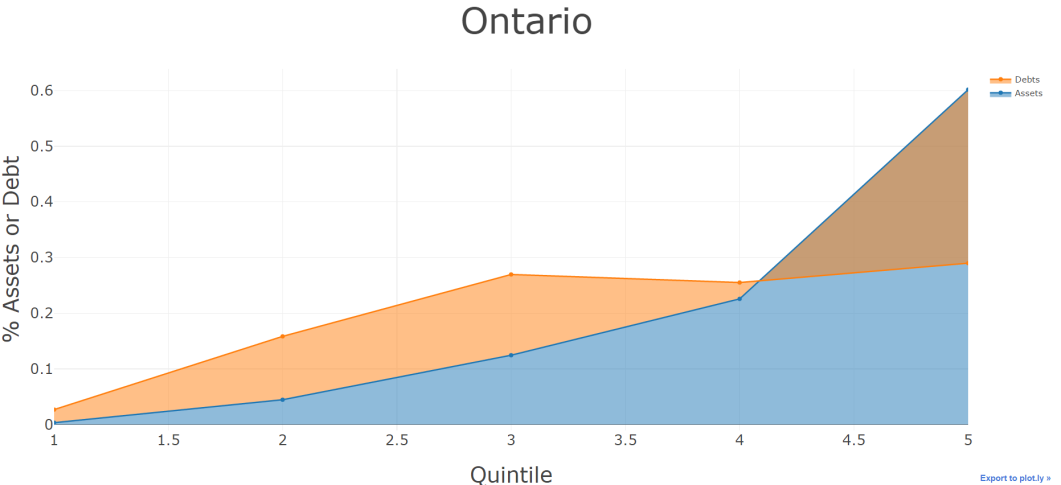 Ontario
Debts
Assets
% Assets or Debt
0.6
0.5
0.4
0.3
0.2
0.1
0
1 1.5 2 2.5 3 3.5 4 4.5 5
Quintile
Export to plot.ly »